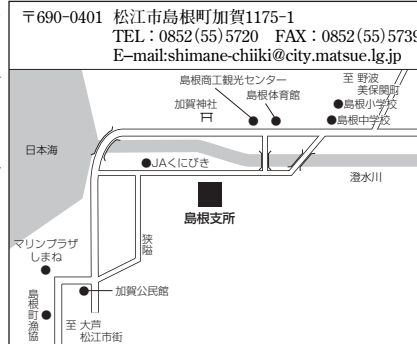 〒690-0401 松江市島根町加賀1175-1
TEL：0852(55)5720　FAX：0852(55)5739
E-mail:shimane-chiiki@city.matsue.lg.jp
島根商工観光センター
至 野波
美保関町
加賀神社
島根体育館
島根小学校
島根中学校
日本海
JAくにびき
澄水川
島根支所
マリンプラザ
しまね
狭隘
加賀公民館
島根町漁協
至 大芦
松江市街